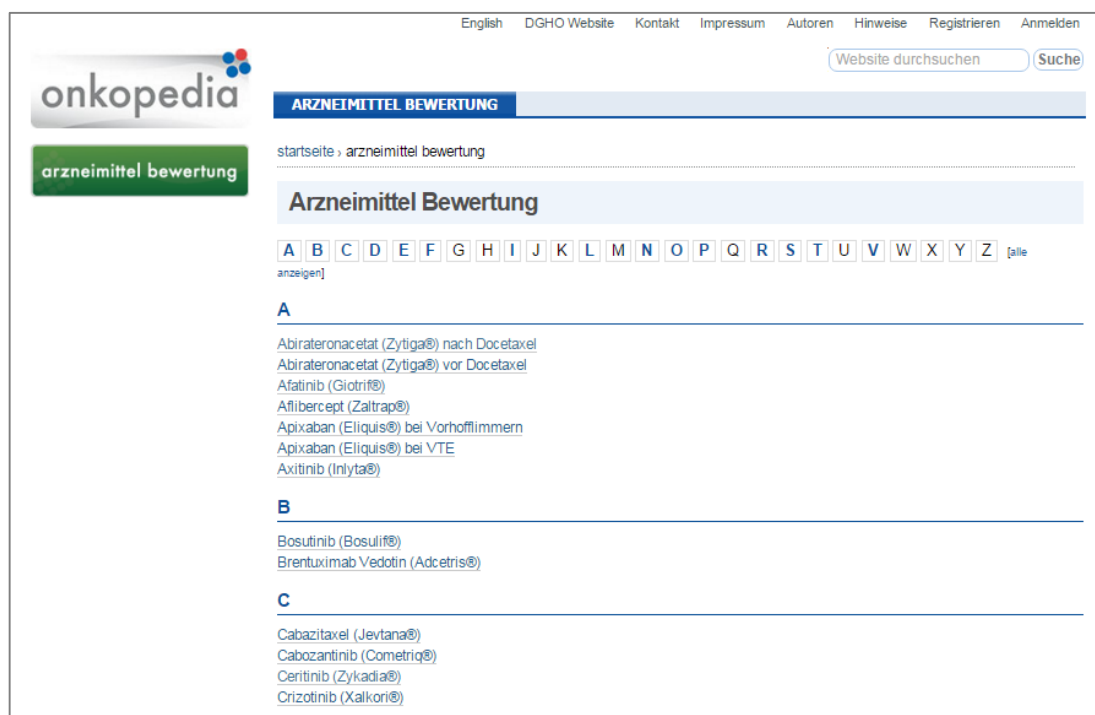 English DGHO Website Kontakt Impressum Autoren Hinweise Registrieren Anmelden
Website durchsuchen Suche
onkopedia
ARZNEIMITTEL BEWERTUNG
arzneimittel bewertung
startseite › arzneimittel bewertung
Arzneimittel Bewertung
A B C D E F G H I J K L M N O P Q R S T U V W X Y Z [alle
anzeigen]
A
Abirateronacetat (Zytiga®) nach Docetaxel
Abirateronacetat (Zytiga®) vor Docetaxel
Afatinib (Giotrif®)
Aflibercept (Zaltrap®)
Apixaban (Eliquis®) bei Vorhofflimmern
Apixaban (Eliquis®) bei VTE
Axitinib (Inlyta®)
B
Bosutinib (Bosulif®)
Brentuximab Vedotin (Adcetris®)
C
Cabazitaxel (Jevtana®)
Cabozantinib (Cometriq®)
Ceritinib (Zykadia®)
Crizotinib (Xalkori®)